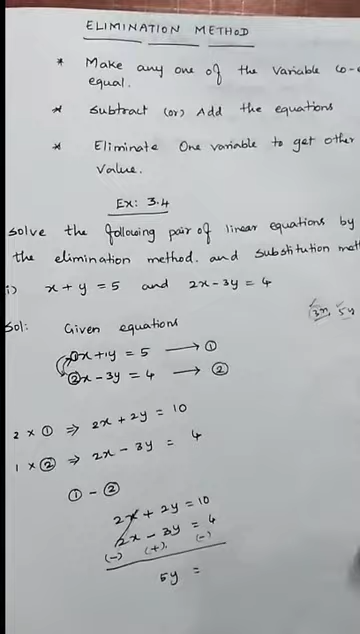 ELIMINATION METHOD
* Make any one of the variable co-
equal.
* Subtract (or) Add the equations
* Eliminate One variable to get other
Value.
Ex: 3.4
Solve the following pair of linear equations by
the elimination method. and substitution
i) x + y = 5 and 2x - 3y = 4
Sol: Given equations
1x + 1y = 5 → ①
2x - 3y = 4 → ②
2 × ① ⇒ 2x + 2y = 10
1 × ② ⇒ 2x - 3y = 4
① - ②
2x + 2y = 10
2x - 3y = 4
(-) (+) (-)
5y =